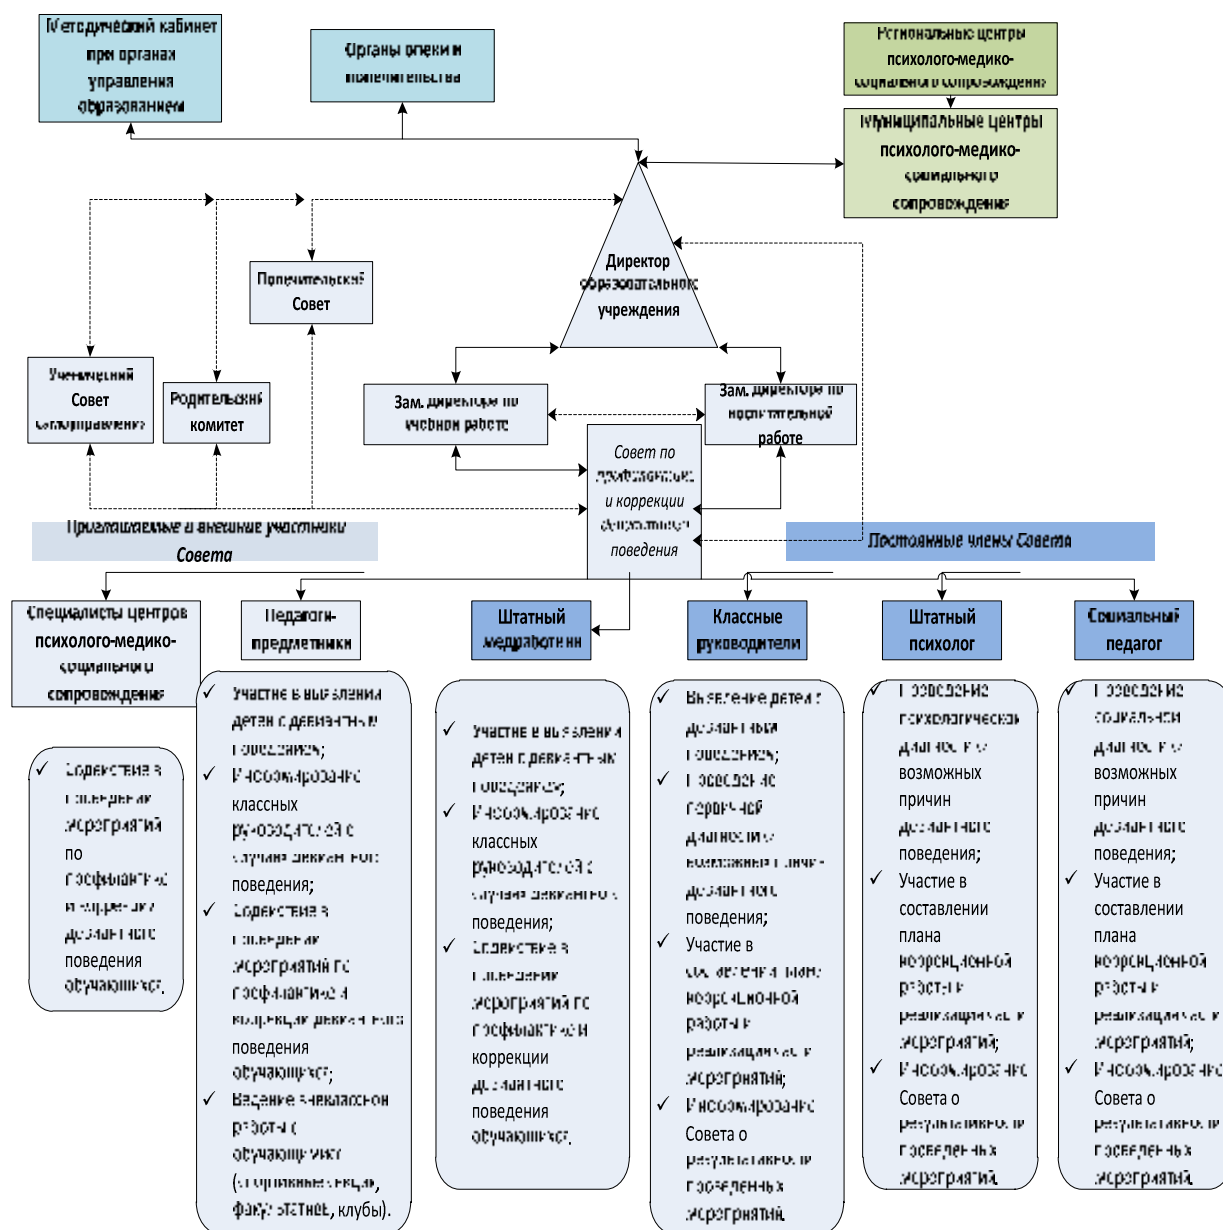 Методический кабинет
при органах
управления
образованием
Органы опеки и
попечительства
Региональные центры
психолого-медико-
социального сопровождения
Муниципальные центры
психолого-медико-
социального
сопровождения
Директор
образовательного
учреждения
Попечительский
Совет
Ученический
Совет
самоуправления
Родительский
комитет
Зам. директора по
учебной работе
Зам. директора по
воспитательной
работе
Совет по
профилактике
и коррекции
девиантного
поведения
Приглашаемые и внешние участники
Совета
Постоянные члены Совета
Специалисты центров
психолого-медико-
социального
сопровождения
Педагоги-
предметники
Штатный
медработник
Классные
руководители
Штатный
психолог
Социальный
педагог
✓ Содействие в
проведении
мероприятий
по
профилактике
и коррекции
девиантного
поведения
обучающихся.
✓ Участие в выявлении
детей с девиантным
поведением;
✓ Информирование
классных
руководителей о
случаях девиантного
поведения;
✓ Содействие в
проведении
мероприятий по
профилактике и
коррекции девиантного
поведения
обучающихся;
✓ Ведение внеклассной
работы с
обучающимися
(спортивные секции,
факультативы, клубы).
✓ Участие в выявлении
детей с девиантным
поведением;
✓ Информирование
классных
руководителей о
случаях девиантного
поведения;
✓ Содействие в
проведении
мероприятий по
профилактике и
коррекции
девиантного
поведения
обучающихся.
✓ Выявление детей с
девиантным
поведением;
✓ Проведение
первичной
диагностики
возможных причин
девиантного
поведения;
✓ Участие в
составлении плана
коррекционной
работы и
реализации части
мероприятий;
✓ Информирование
Совета о
результативности
проведенных
мероприятий.
✓ Проведение
психологической
диагностики
возможных
причин
девиантного
поведения;
✓ Участие в
составлении
плана
коррекционной
работы и
реализации части
мероприятий;
✓ Информирование
Совета о
результативности
проведенных
мероприятий.
✓ Проведение
социальной
диагностики
возможных
причин
девиантного
поведения;
✓ Участие в
составлении
плана
коррекционной
работы и
реализации части
мероприятий;
✓ Информирование
Совета о
результативности
проведенных
мероприятий.